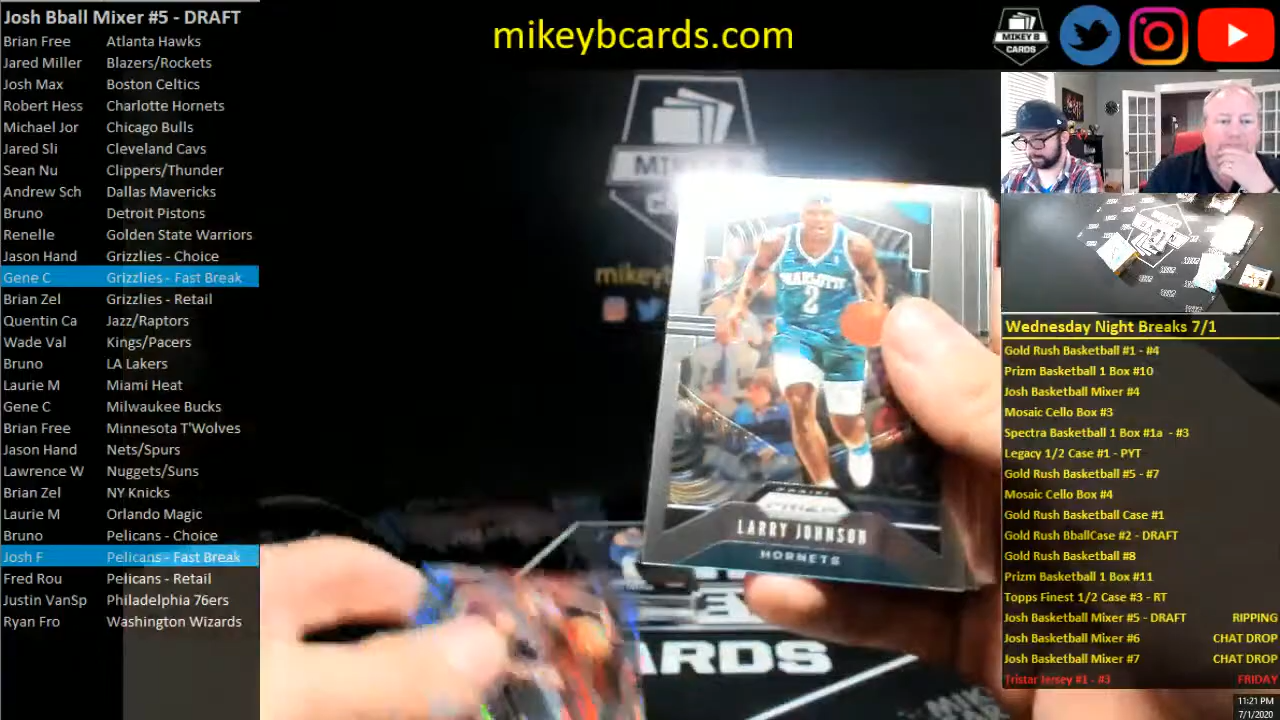 Josh Bball Mixer #5 - DRAFT
Brian Free Atlanta Hawks
Jared Miller Blazers/Rockets
Josh Max Boston Celtics
Robert Hess Charlotte Hornets
Michael Jor Chicago Bulls
Jared Sli Cleveland Cavs
Sean Nu Clippers/Thunder
Andrew Sch Dallas Mavericks
Bruno Detroit Pistons
Renelle Golden State Warriors
Jason Hand Grizzlies - Choice
Gene C Grizzlies - Fast Break
Brian Zel Grizzlies - Retail
Quentin Ca Jazz/Raptors
Wade Val Kings/Pacers
Bruno LA Lakers
Laurie M Miami Heat
Gene C Milwaukee Bucks
Brian Free Minnesota T'Wolves
Jason Hand Nets/Spurs
Lawrence W Nuggets/Suns
Brian Zel NY Knicks
Laurie M Orlando Magic
Bruno Pelicans - Choice
Josh F Pelicans - Fast Break
Fred Rou Pelicans - Retail
Justin VanSp Philadelphia 76ers
Ryan Fro Washington Wizards
mikeybcards.com
MIKEY B
CARDS
CHARLOTTE
2
PANINI
PRIZM
LARRY JOHNSON
HORNETS
CARDS
Wednesday Night Breaks 7/1
Gold Rush Basketball #1 - #4
Prizm Basketball 1 Box #10
Josh Basketball Mixer #4
Mosaic Cello Box #3
Spectra Basketball 1 Box #1a - #3
Legacy 1/2 Case #1 - PYT
Gold Rush Basketball #5 - #7
Mosaic Cello Box #4
Gold Rush Basketball Case #1
Gold Rush BballCase #2 - DRAFT
Gold Rush Basketball #8
Prizm Basketball 1 Box #11
Topps Finest 1/2 Case #3 - RT
Josh Basketball Mixer #5 - DRAFT RIPPING
Josh Basketball Mixer #6 CHAT DROP
Josh Basketball Mixer #7 CHAT DROP
Tristar Jersey #1 - #3 FRIDAY
11:21 PM
7/1/2020